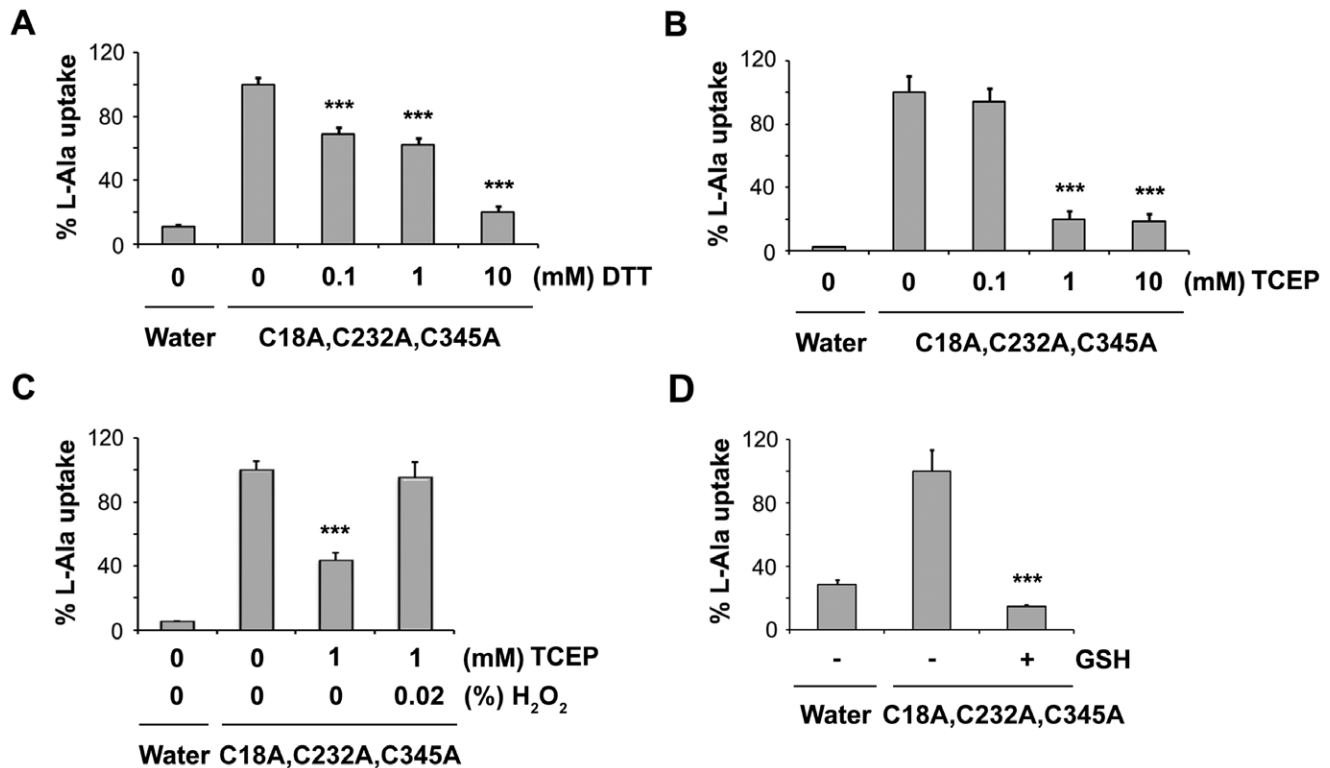 A
% L-Ala uptake
120
80
40
0
*** *** ***
0 0 0.1 1 10 (mM) DTT
Water C18A,C232A,C345A
B
% L-Ala uptake
120
80
40
0
*** ***
0 0 0.1 1 10 (mM) TCEP
Water C18A,C232A,C345A
C
% L-Ala uptake
120
80
40
0
***
0 0 1 1 (mM) TCEP
0 0 0 0.02 (%) H₂O₂
Water C18A,C232A,C345A
D
% L-Ala uptake
120
80
40
0
***
- - + GSH
Water C18A,C232A,C345A